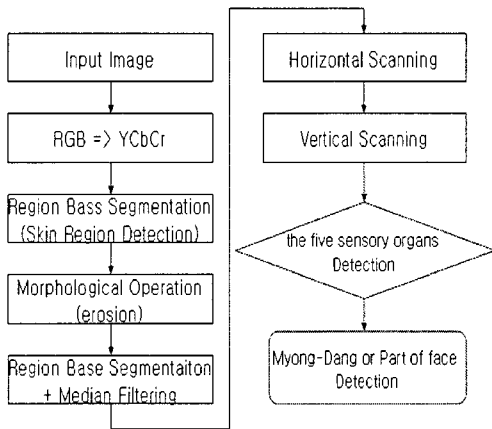 Input Image
RGB => YCbCr
Region Bass Segmentation
(Skin Region Detection)
Morphological Operation
(erosion)
Region Base Segmentaiton
+ Median Filtering
Horizontal Scanning
Vertical Scanning
the five sensory organs
Detection
Myong-Dang or Part of face
Detection